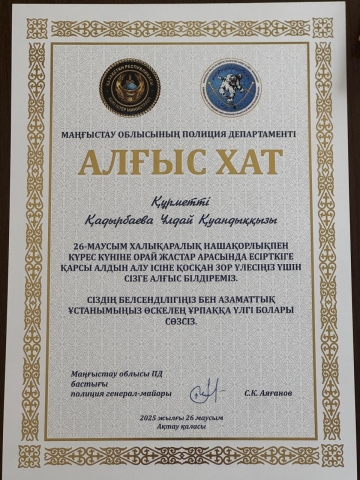 МАҢҒЫСТАУ ОБЛЫСЫНЫҢ ПОЛИЦИЯ ДЕПАРТАМЕНТІ
АЛҒЫС ХАТ
Құрметті
Қадырбаева Ұлдай Қуандыққызы
26-МАУСЫМ ХАЛЫҚАРАЛЫҚ НАШАҚОРЛЫҚПЕН
КҮРЕС КҮНІНЕ ОРАЙ ЖАСТАР АРАСЫНДА ЕСІРТКІГЕ
ҚАРСЫ АЛДЫН АЛУ ІСІНЕ ҚОСҚАН ЗОР ҮЛЕСІҢІЗ ҮШІН
СІЗГЕ АЛҒЫС БІЛДІРЕМІЗ.
СІЗДІҢ БЕЛСЕНДІЛІГІҢІЗ БЕН АЗАМАТТЫҚ
ҰСТАНЫМЫҢЫЗ ӨСКЕЛЕҢ ҰРПАҚҚА ҮЛГІ БОЛАРЫ
СӨЗСІЗ.
Маңғыстау облысы ПД
бастығы
полиция генерал-майоры
С.К. Аяғанов
2025 жылғы 26 маусым
Ақтау қаласы